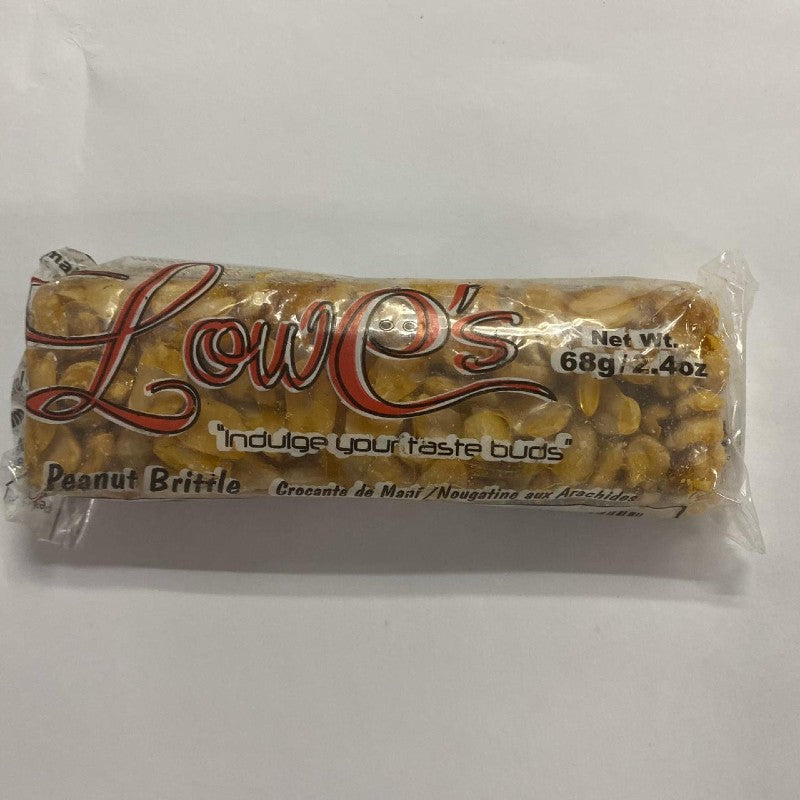 Lowe's
Net Wt.
68g/2.4oz
"Indulge your taste buds"
Peanut Brittle
Crocante de Maní/Nougatine aux Arachides